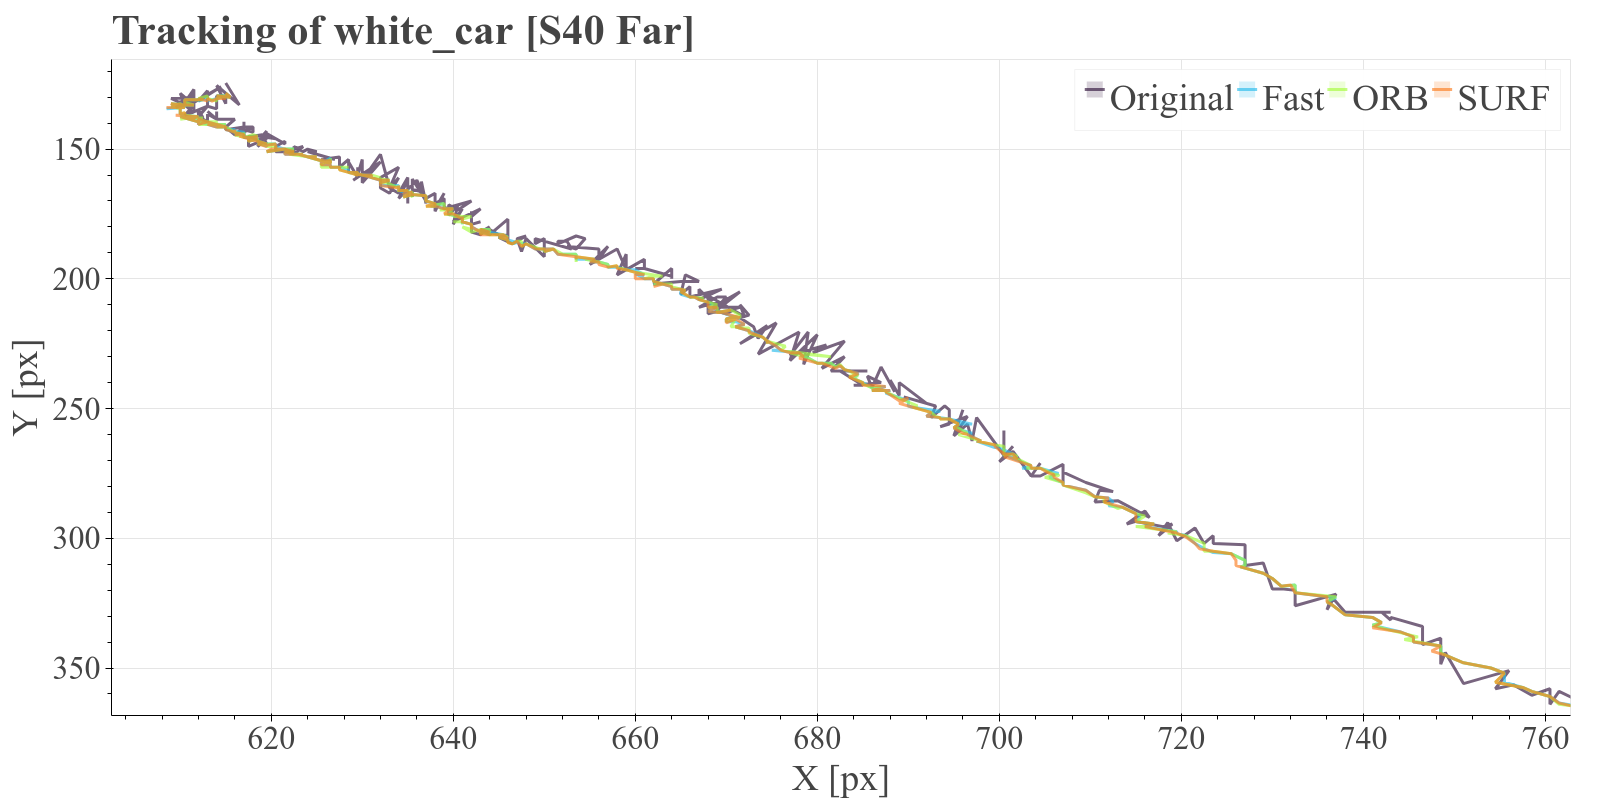 Tracking of white_car [S40 Far]
Original Fast ORB SURF
150
200
250
300
350
Y [px]
620 640 660 680 700 720 740 760
X [px]